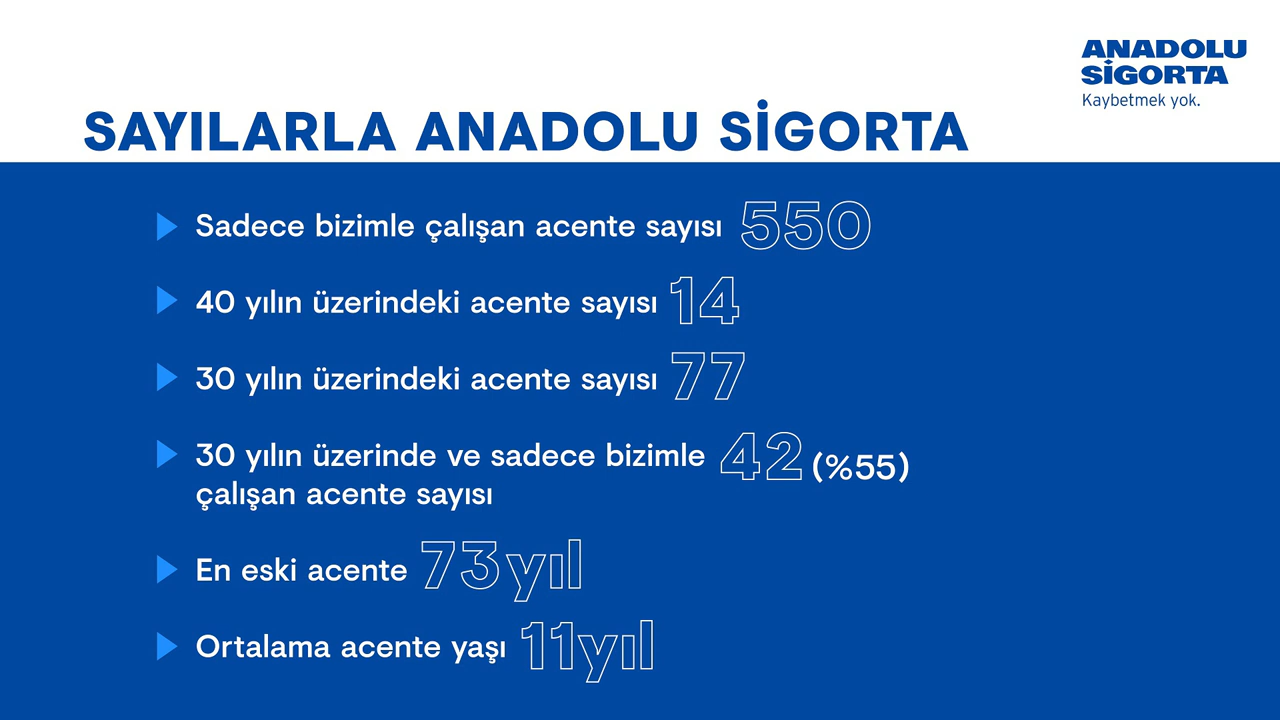 ANADOLU
SİGORTA
Kaybetmek yok.
SAYILARLA ANADOLU SİGORTA
Sadece bizimle çalışan acente sayısı 550
40 yılın üzerindeki acente sayısı 14
30 yılın üzerindeki acente sayısı 77
30 yılın üzerinde ve sadece bizimle 42 (%55)
çalışan acente sayısı
En eski acente 73 yıl
Ortalama acente yaşı 11 yıl